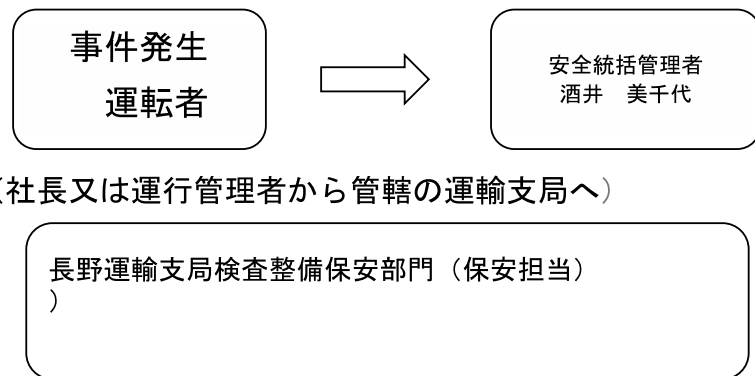 事件発生
運転者
安全統括管理者
酒井　美千代
（社長又は運行管理者から管轄の運輸支局へ）
長野運輸支局検査整備保安部門（保安担当）
）